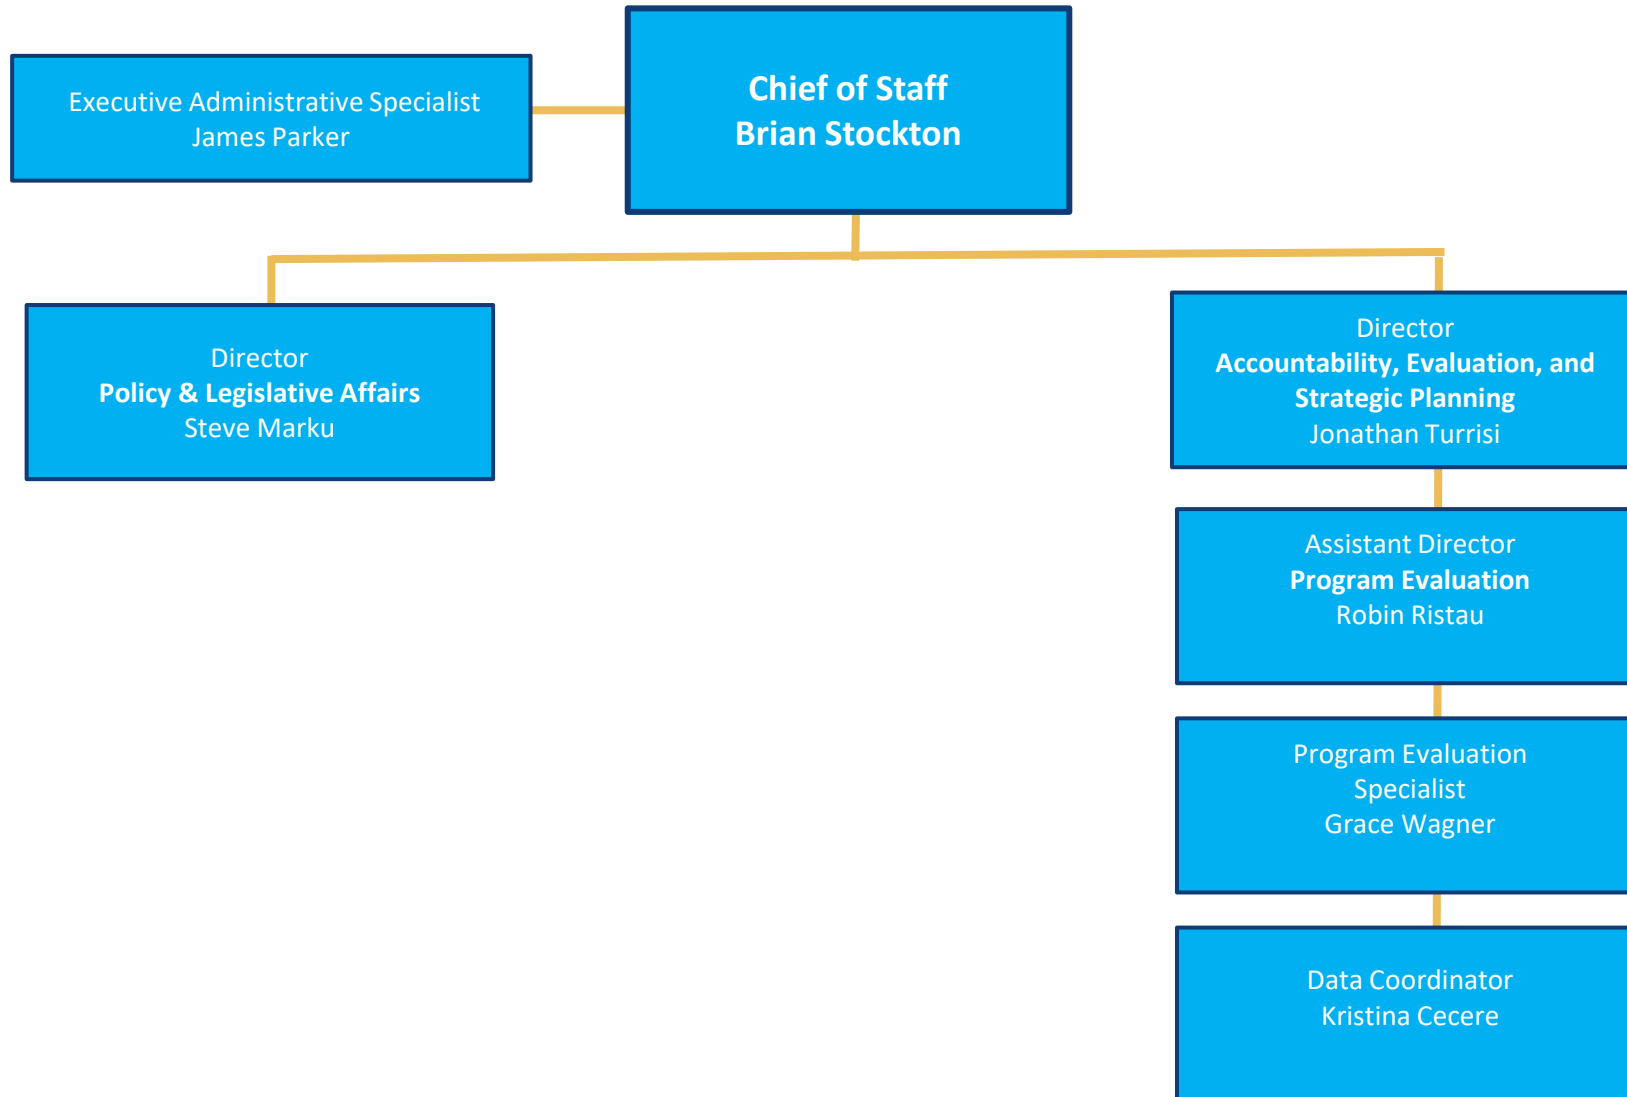 Executive Administrative Specialist
James Parker
Chief of Staff
Brian Stockton
Director
Policy & Legislative Affairs
Steve Marku
Director
Accountability, Evaluation, and
Strategic Planning
Jonathan Turrisi
Assistant Director
Program Evaluation
Robin Ristau
Program Evaluation
Specialist
Grace Wagner
Data Coordinator
Kristina Cecere